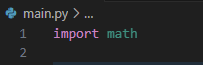 main.py > ...
1 import math
2